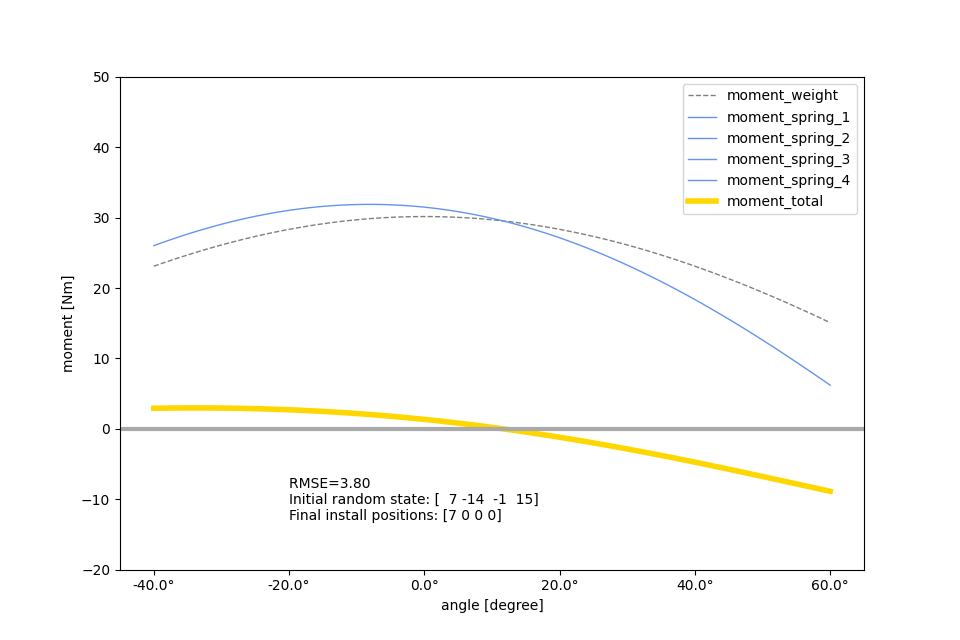 50
40
30
20
10
0
−10
−20
moment [Nm]
moment_weight
moment_spring_1
moment_spring_2
moment_spring_3
moment_spring_4
moment_total
RMSE=3.80
Initial random state: [  7 -14  -1  15]
Final install positions: [7 0 0 0]
-40.0° -20.0° 0.0° 20.0° 40.0° 60.0°
angle [degree]